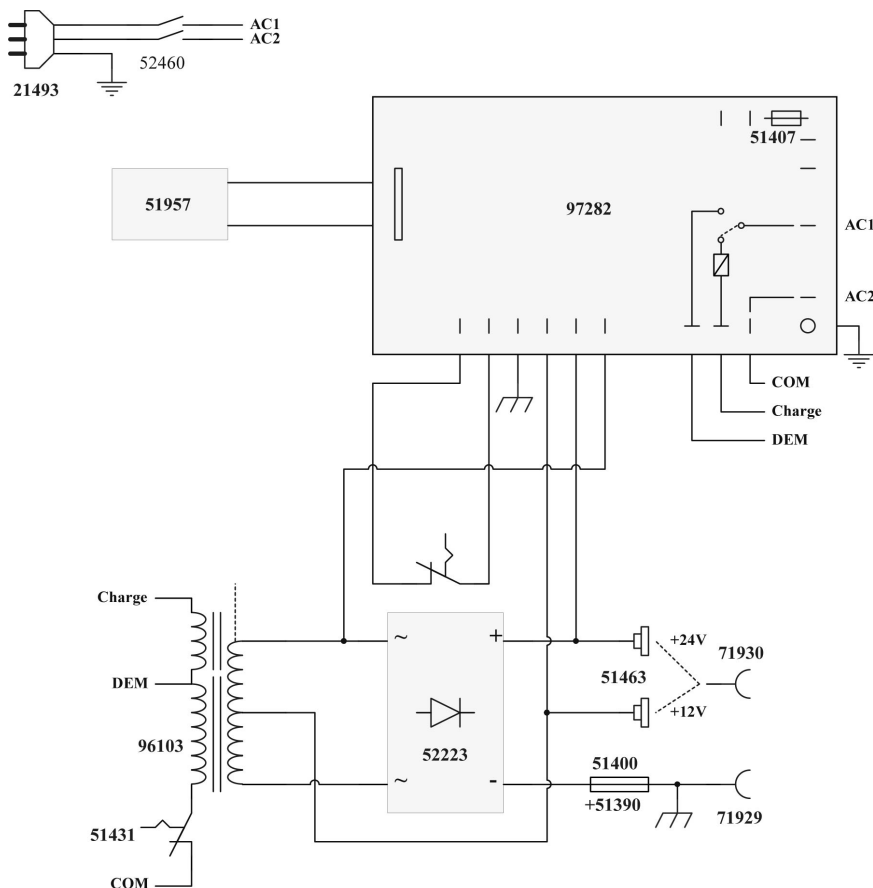 AC1
AC2
52460
21493
51407
51957
97282
AC1
AC2
COM
Charge
DEM
Charge
~
+
+24V
71930
51463
DEM
+12V
96103
52223
51400
~
-
+51390
71929
51431
COM